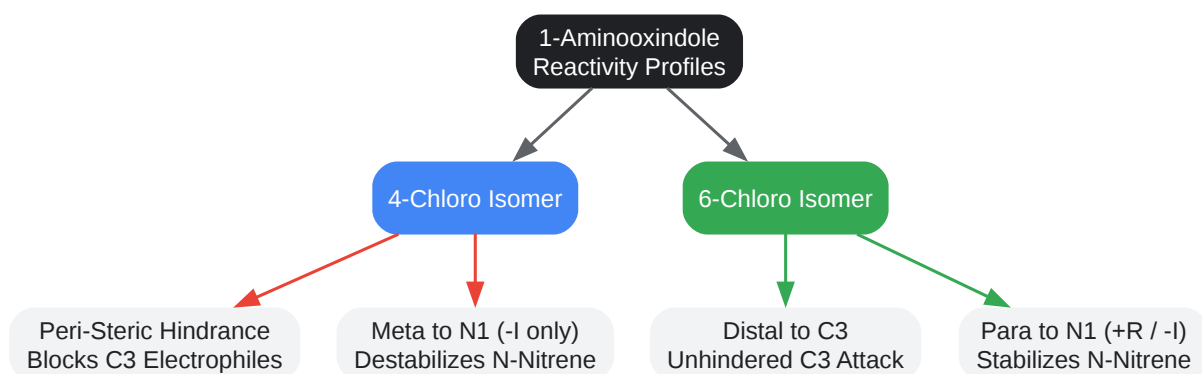 1-Aminooxindole
Reactivity Profiles
4-Chloro Isomer
6-Chloro Isomer
Peri-Steric Hindrance
Blocks C3 Electrophiles
Meta to N1 (-I only)
Destabilizes N-Nitrene
Distal to C3
Unhindered C3 Attack
Para to N1 (+R / -I)
Stabilizes N-Nitrene